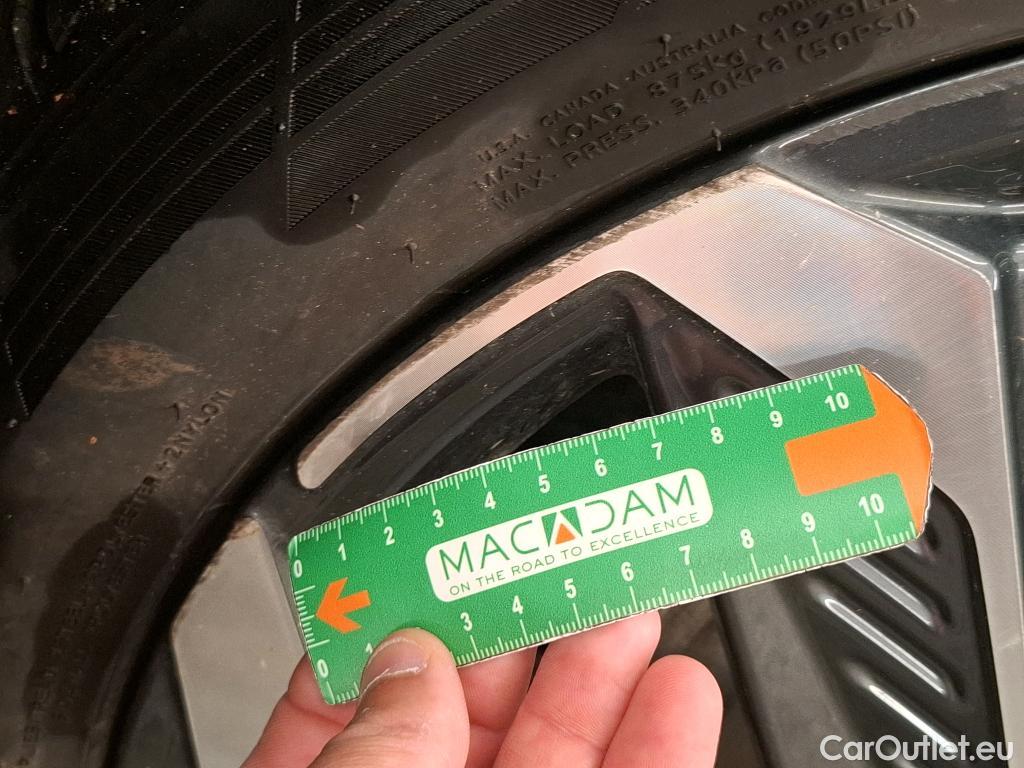 U.S.A. CANADA - AUSTRALIA
MAX. LOAD 875kg (1929LBS)
MAX. PRESS. 340kPa (50PSI)
2NYLON
0 1 2 3 4 5 6 7 8 9 10
MACADAM
ON THE ROAD TO EXCELLENCE
0 1 3 4 5 6 7 8 9 10
CarOutlet.eu